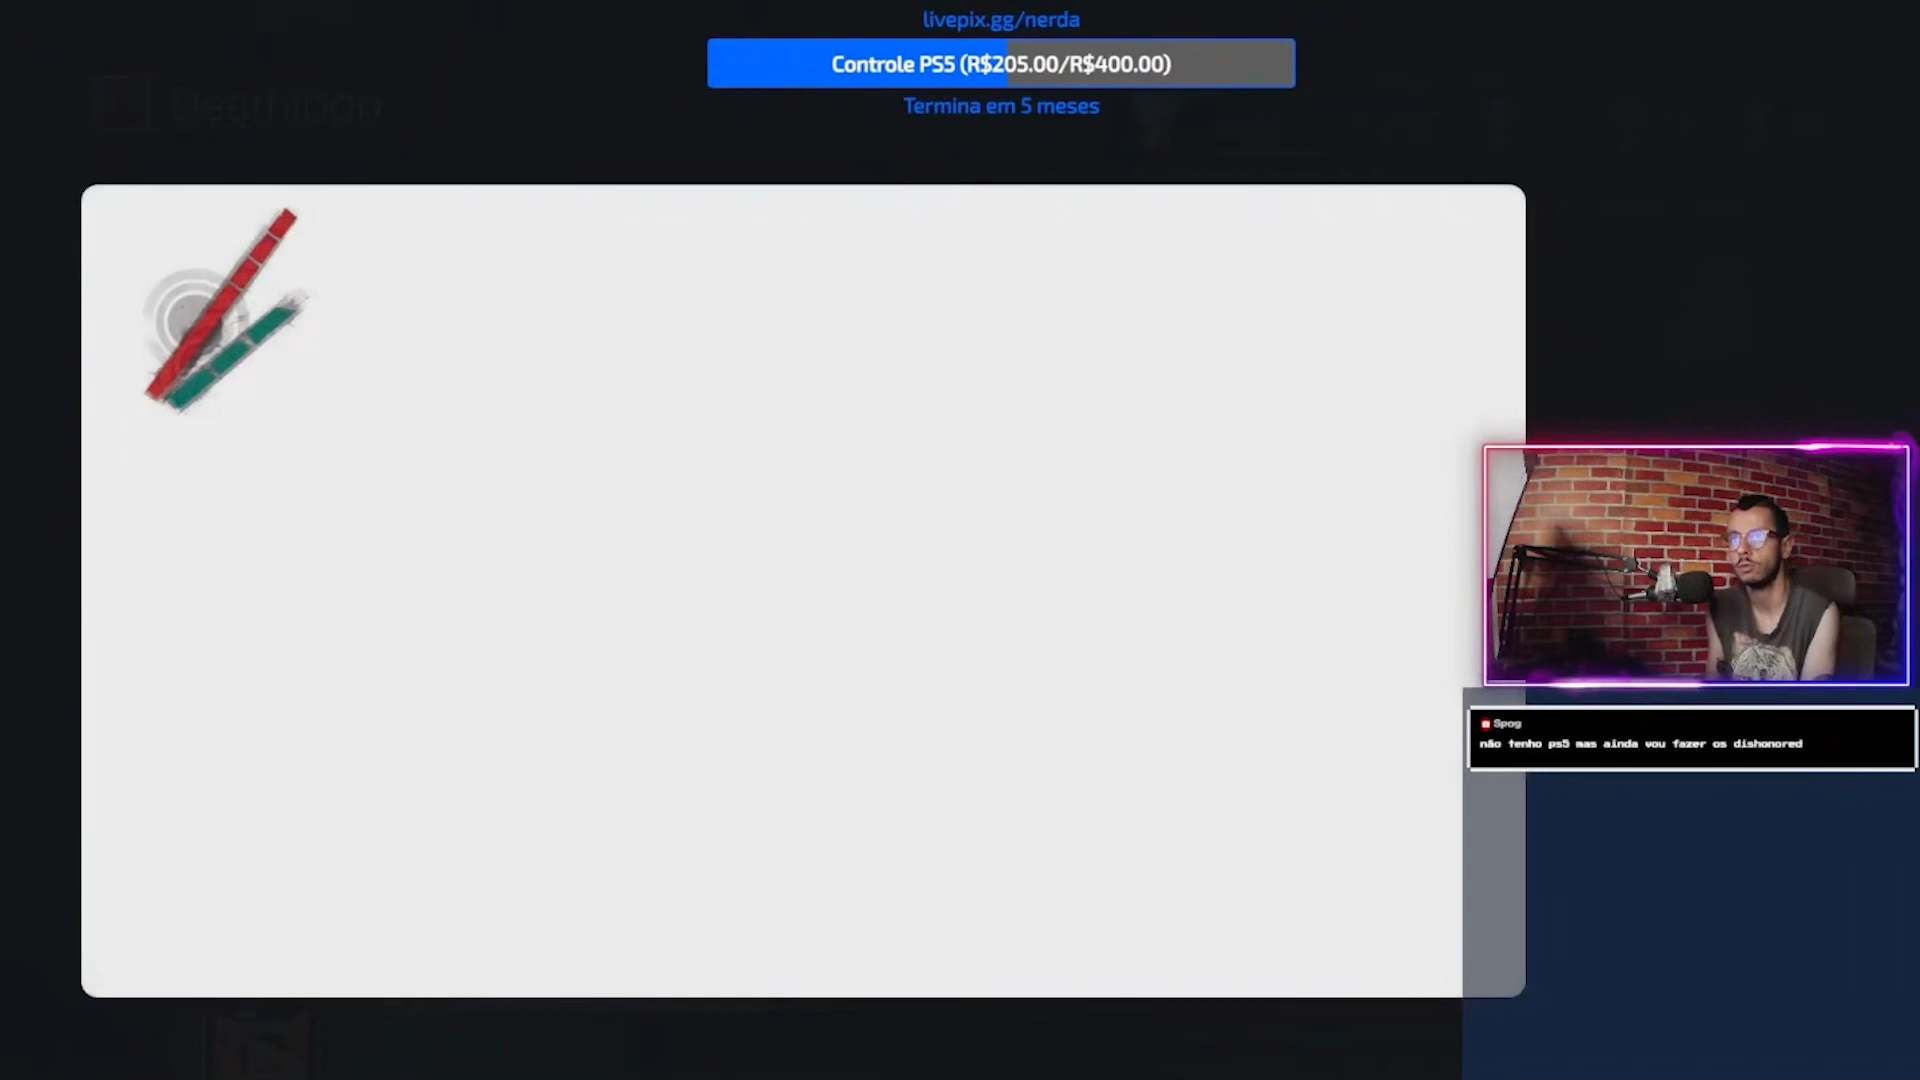 livepix.gg/nerda
Controle PS5 (R$205.00/R$400.00)
Termina em 5 meses
Deathloop
Spog
não tenho ps5 mas ainda vou fazer os dishonored